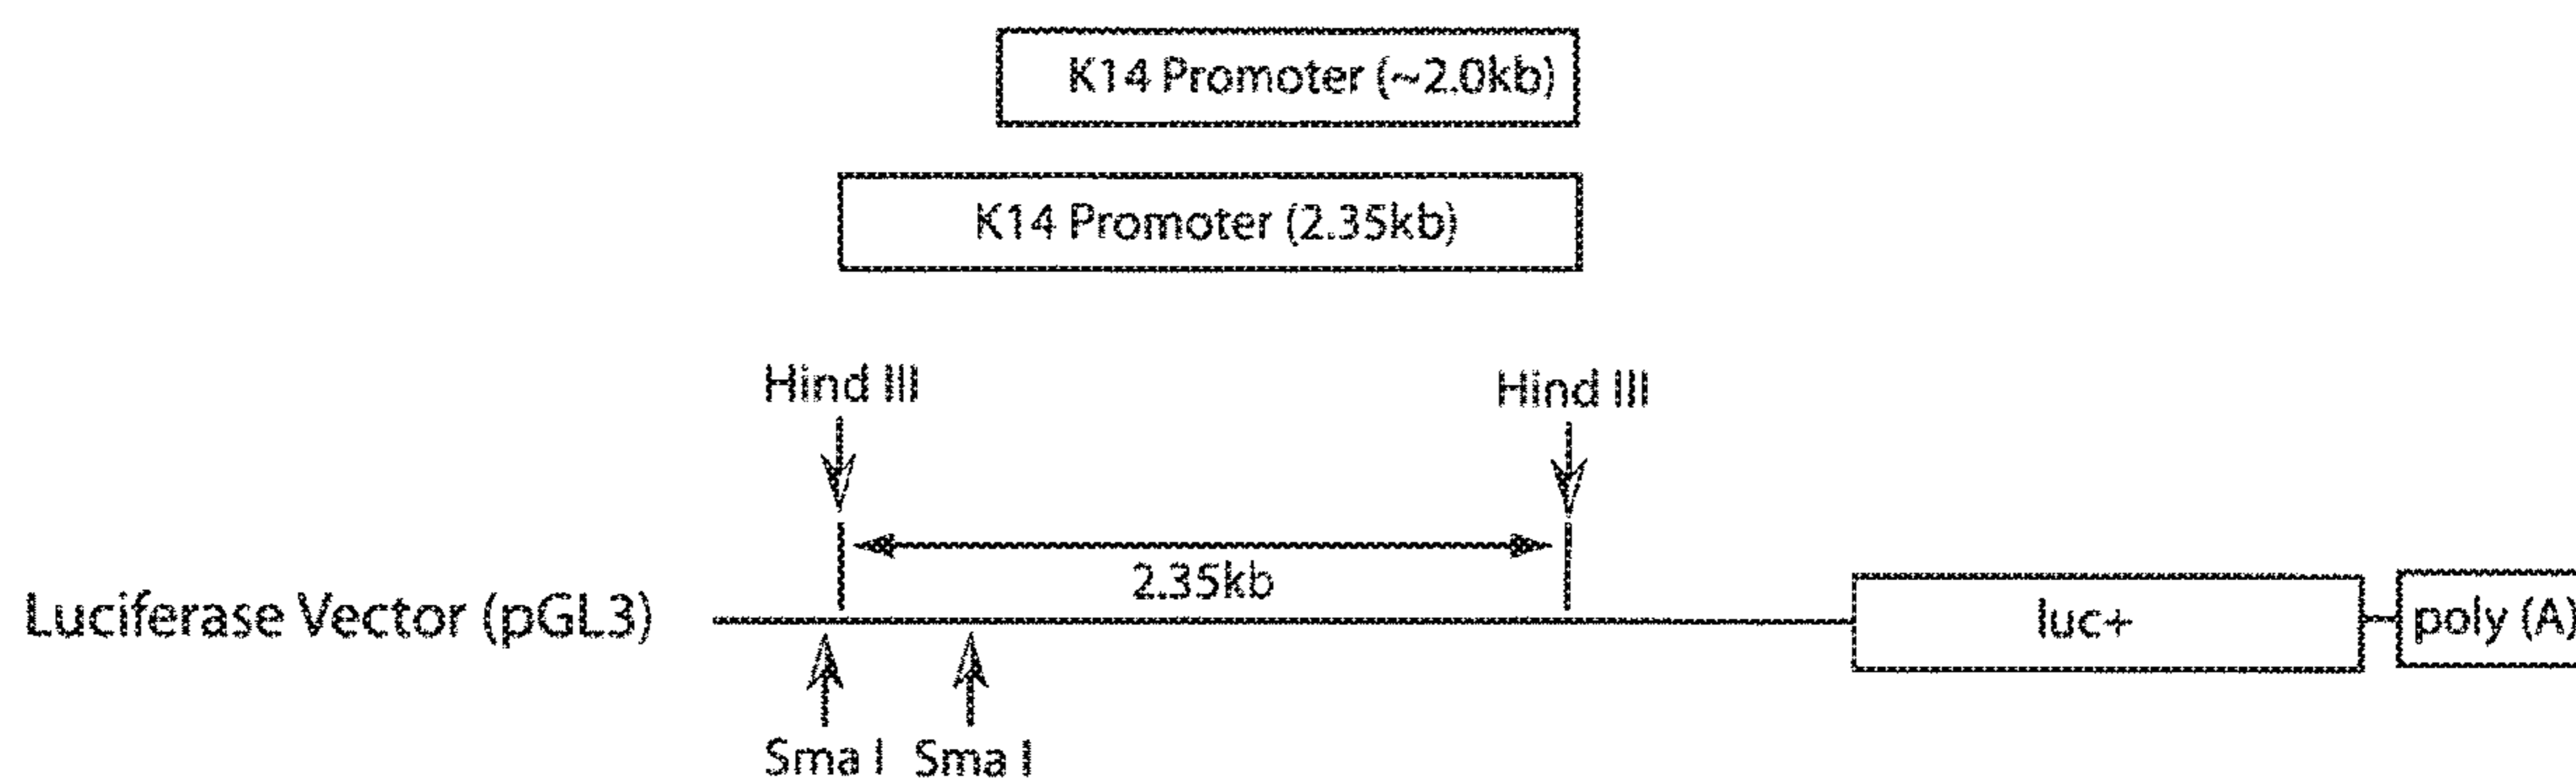 K14 Promoter (~2.0kb)
K14 Promoter (2.35kb)
Hind III
Hind III
2.35kb
Luciferase Vector (pGL3)
luc+
poly (A)
Sma I
Sma I